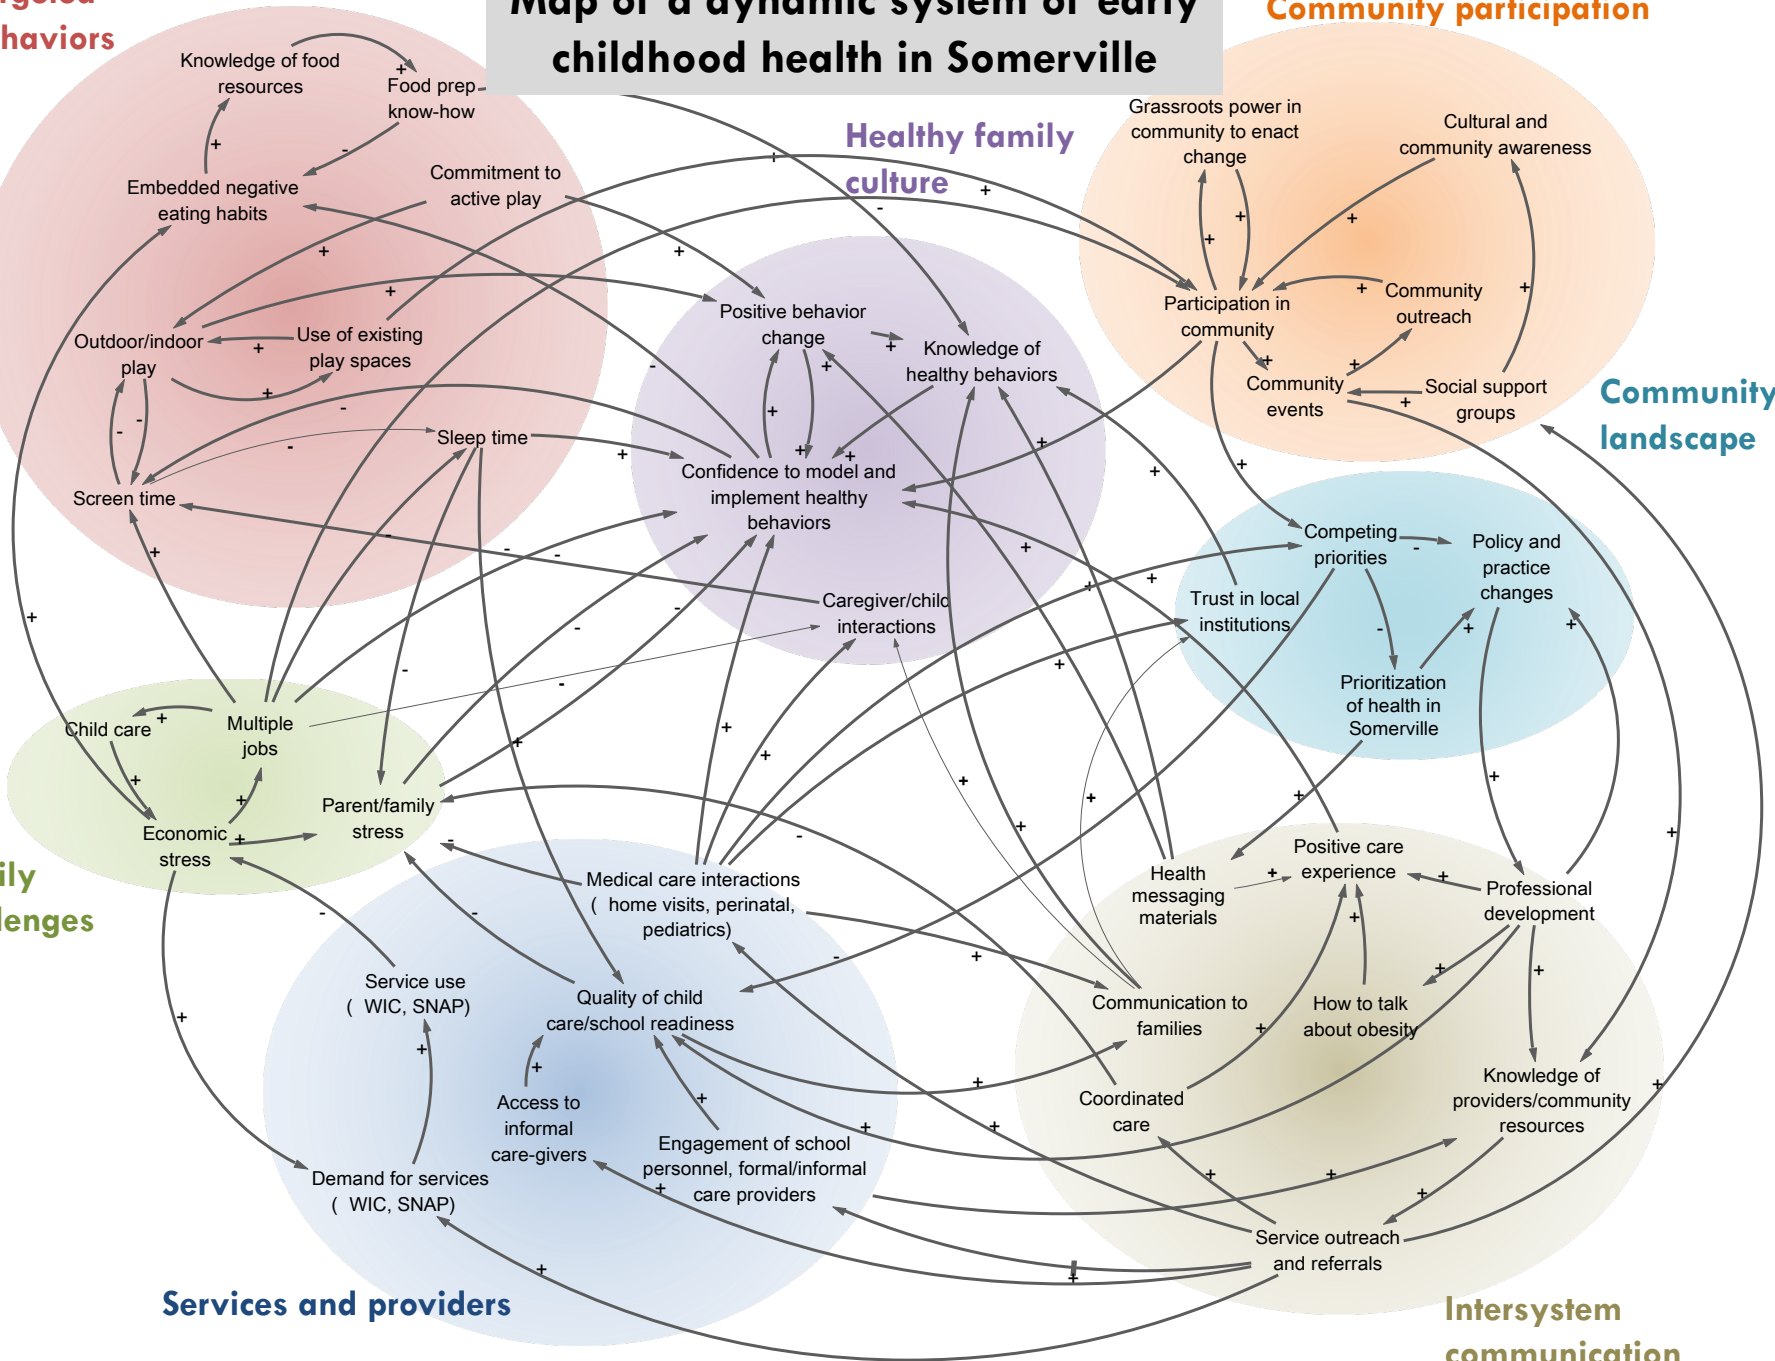 Map of a dynamic system of early
childhood health in Somerville
haviors
Community participation
Healthy family
culture
Community
landscape
Knowledge of food
resources
Food prep
know-how
Embedded negative
eating habits
Commitment to
active play
Outdoor/indoor
play
Use of existing
play spaces
Sleep time
Screen time
Positive behavior
change
Knowledge of
healthy behaviors
Confidence to model and
implement healthy
behaviors
Caregiver/child
interactions
Grassroots power in
community to enact
change
Cultural and
community awareness
Participation in
community
Community
outreach
Community
events
Social support
groups
Competing
priorities
Policy and
practice
changes
Trust in local
institutions
Prioritization
of health in
Somerville
Child care
Multiple
jobs
Economic
stress
Parent/family
stress
ily
lenges
Medical care interactions
( home visits, perinatal,
pediatrics)
Service use
( WIC, SNAP)
Quality of child
care/school readiness
Access to
informal
care-givers
Engagement of school
personnel, formal/informal
care providers
Demand for services
( WIC, SNAP)
Services and providers
Health
messaging
materials
Positive care
experience
Professional
development
Communication to
families
How to talk
about obesity
Coordinated
care
Knowledge of
providers/community
resources
Service outreach
and referrals
Intersystem
communication